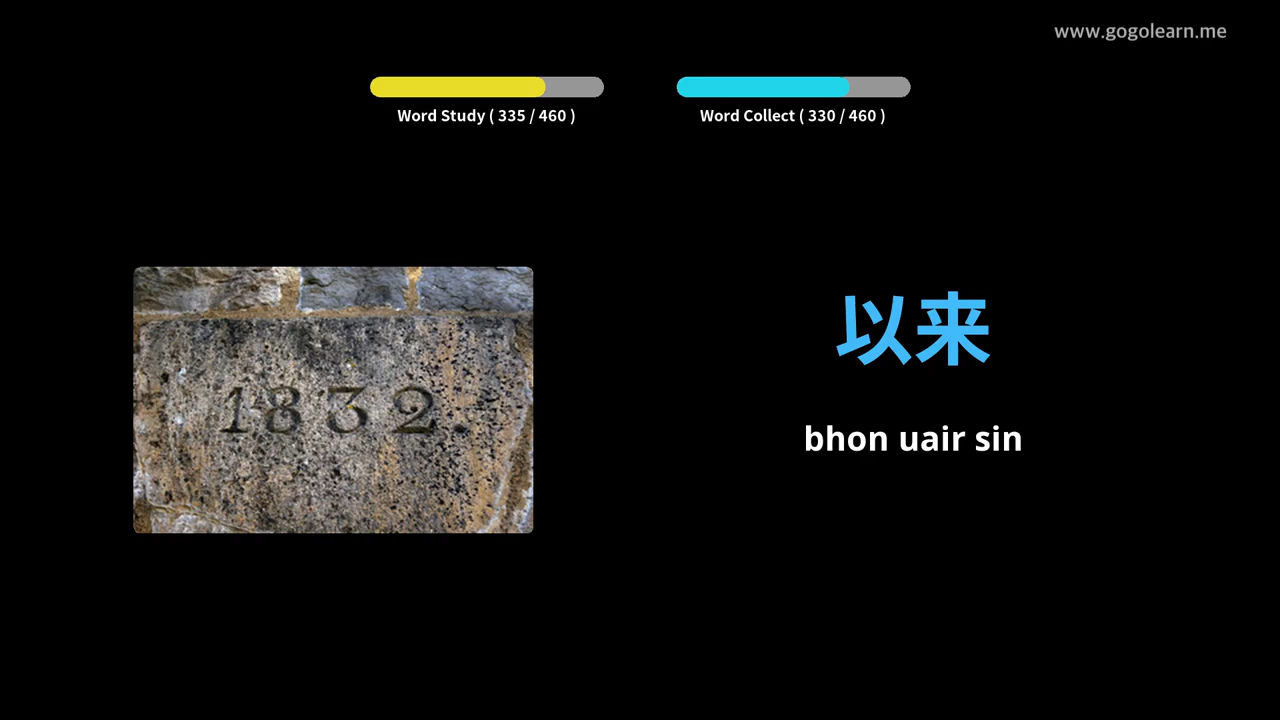 www.gogolearn.me
Word Study ( 335 / 460 )
Word Collect ( 330 / 460 )
1832.
以来
bhon uair sin